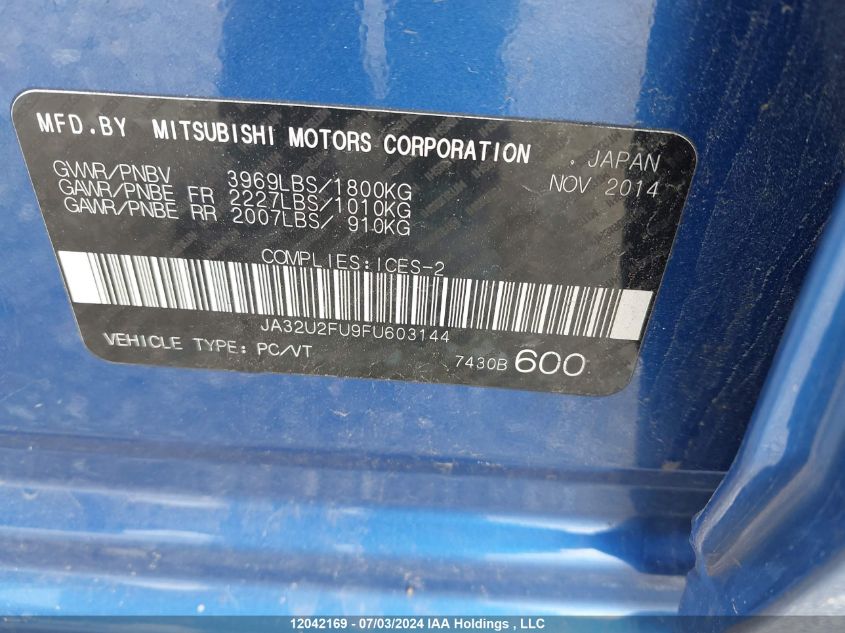 MFD.BY MITSUBISHI MOTORS CORPORATION . JAPAN
GVWR/PNBV 3969LBS/1800KG NOV 2014
GAWR/PNBE FR 2227LBS/1010KG
GAWR/PNBE RR 2007LBS/ 910KG
COMPLIES:ICES-2
JA32U2FU9FU603144
VEHICLE TYPE: PC/VT 7430B 600
12042169 - 07/03/2024 IAA Holdings , LLC